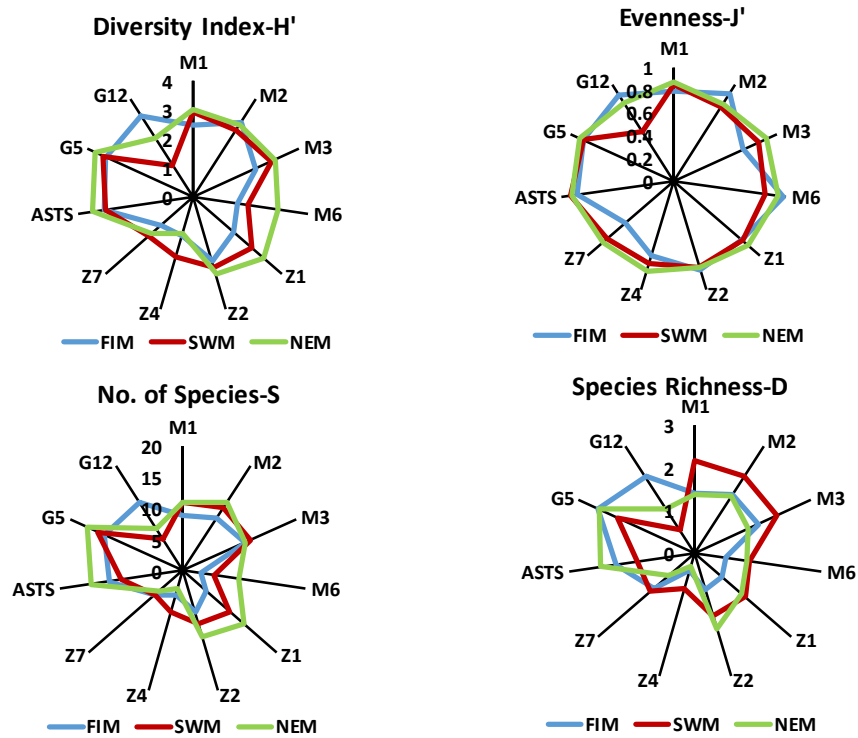 Diversity Index-H'
M1
4
G12
3
M2
2
G5
M3
1
0
ASTS
M6
Z7
Z1
Z4
Z2
FIM SWM NEM
Evenness-J'
M1
1
G12
0.8
M2
0.6
G5
0.4
M3
0.2
0
ASTS
M6
Z7
Z1
Z4
Z2
FIM SWM NEM
No. of Species-S
M1
20
G12
15
M2
10
G5
5
M3
0
ASTS
M6
Z7
Z1
Z4
Z2
FIM SWM NEM
Species Richness-D
M1
3
G12
M2
2
G5
1
M3
0
ASTS
M6
Z7
Z1
Z4
Z2
FIM SWM NEM